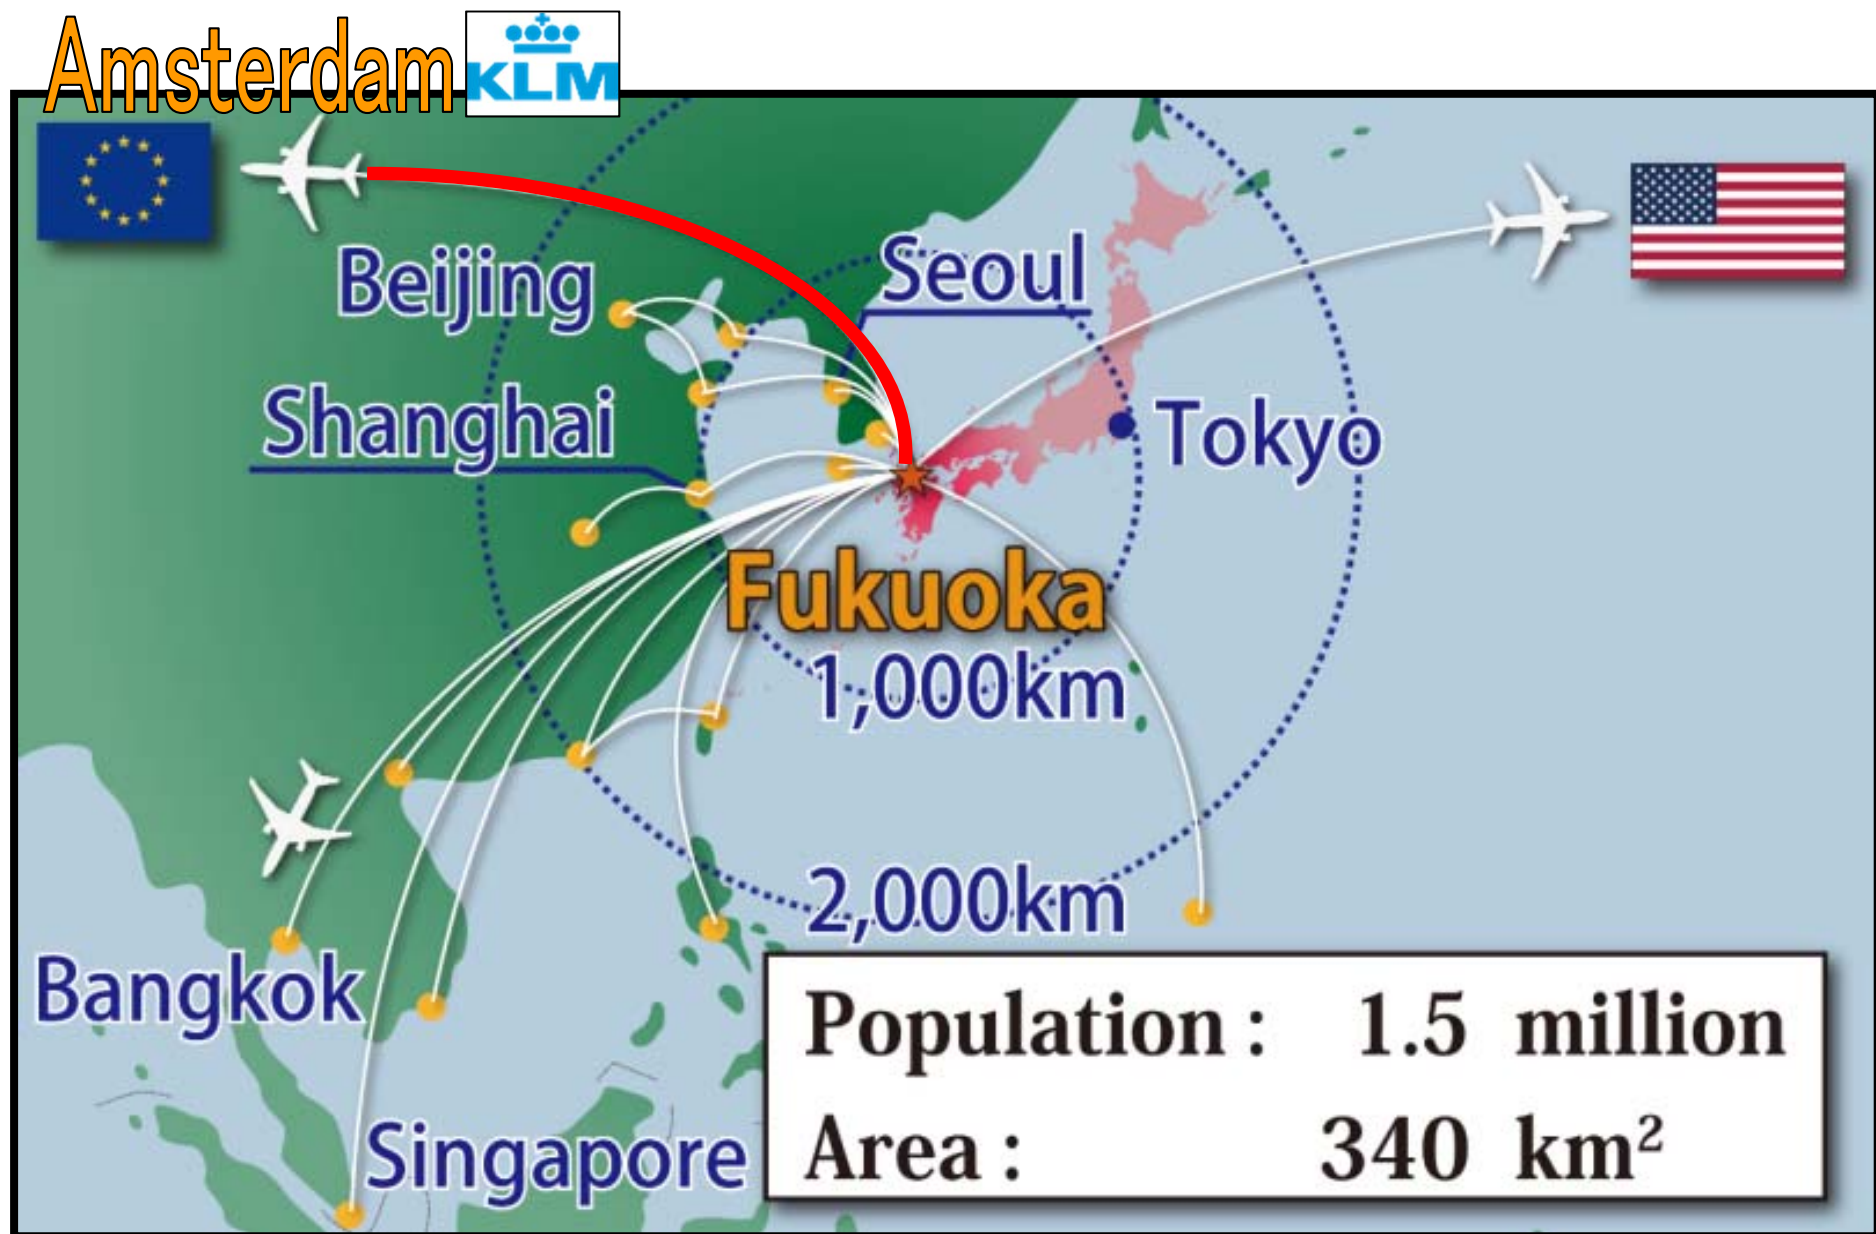 Amsterdam KLM
Beijing
Seoul
Shanghai
Tokyo
Fukuoka
1,000km
2,000km
Bangkok
Singapore
Population : 1.5 million
Area : 340 km²